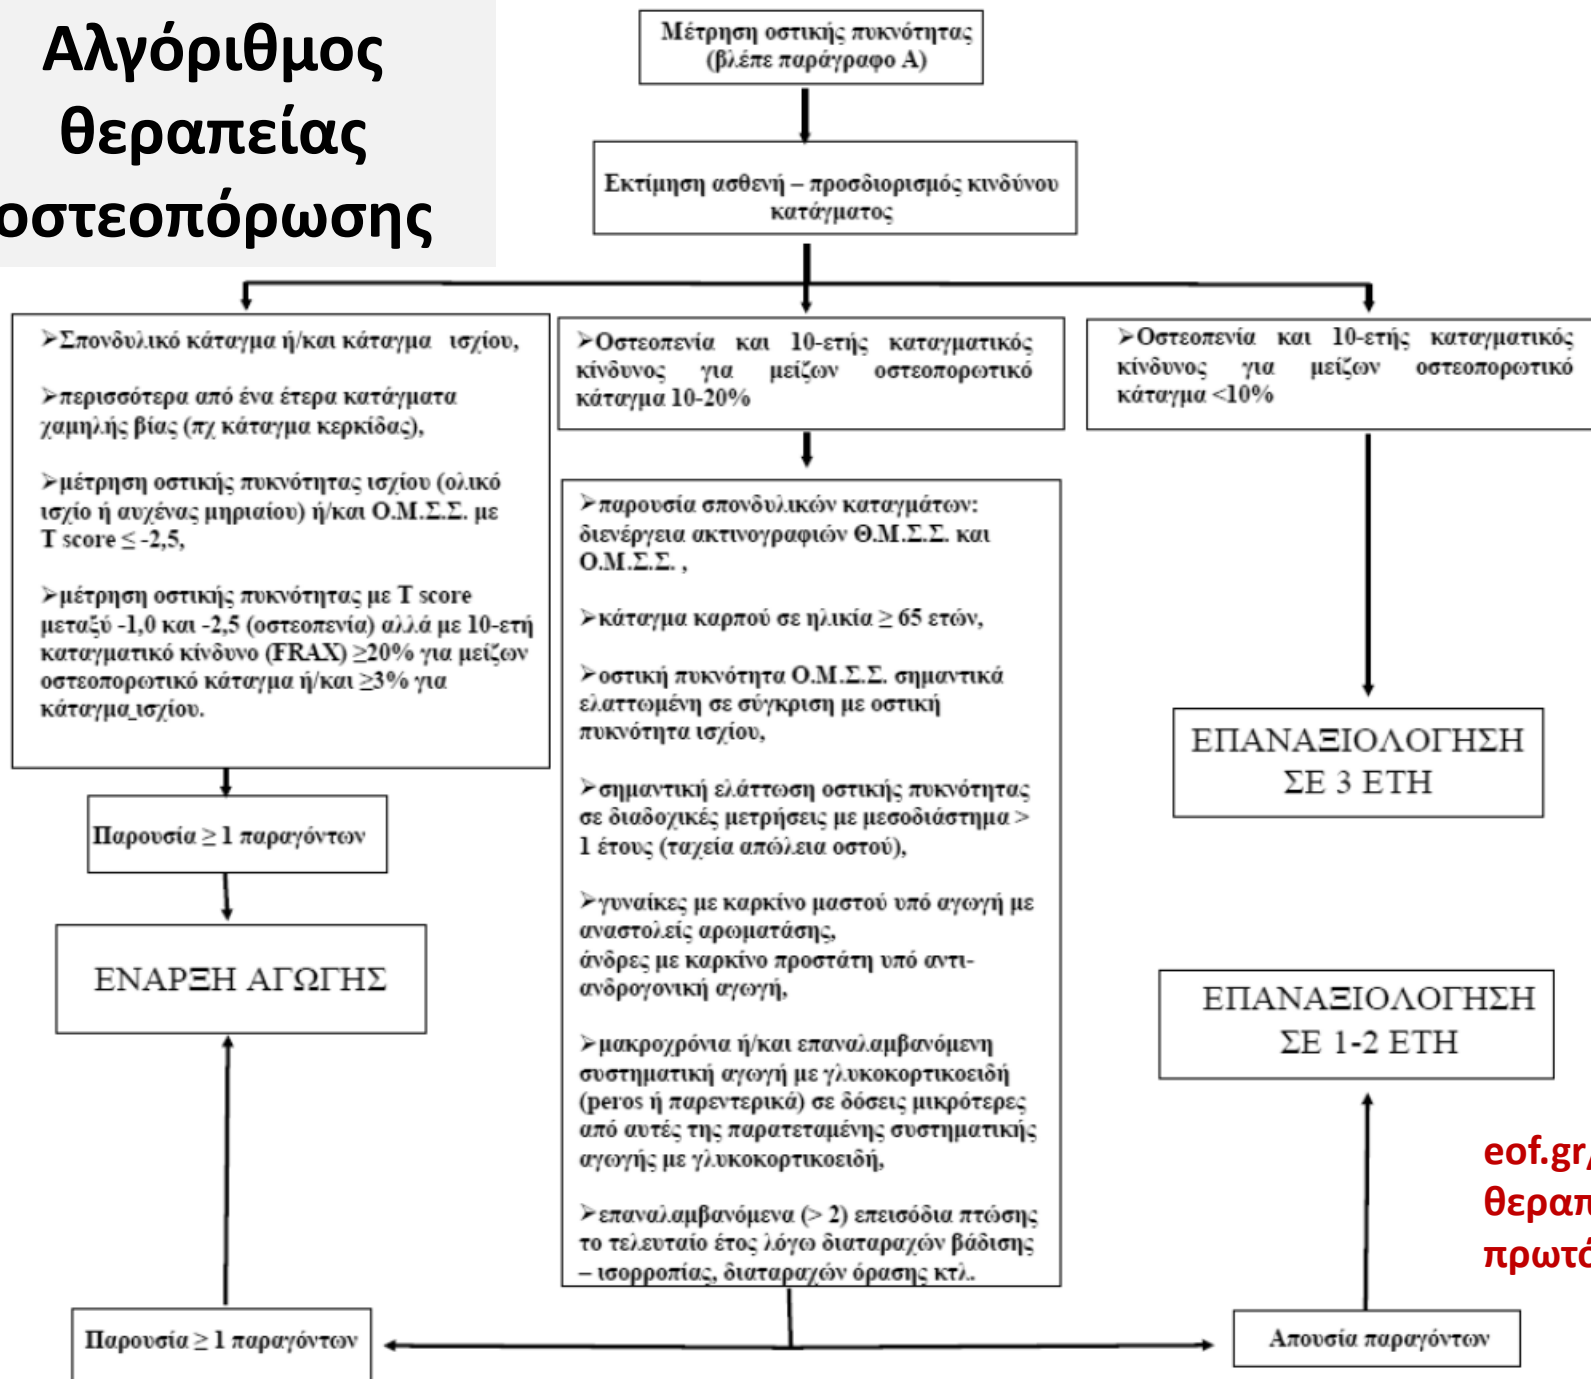 Αλγόριθμος
θεραπείας
οστεοπόρωσης
Μέτρηση οστικής πυκνότητας
(βλέπε παράγραφο Α)
Εκτίμηση ασθενή – προσδιορισμός κινδύνου
κατάγματος
➢Σπονδυλικό κάταγμα ή/και κάταγμα ισχίου,
➢περισσότερα από ένα έτερα κατάγματα
χαμηλής βίας (πχ κάταγμα κερκίδας),
➢μέτρηση οστικής πυκνότητας ισχίου (ολικό
ισχίο ή αυχένας μηριαίου) ή/και Ο.Μ.Σ.Σ. με
T score ≤ -2,5,
➢μέτρηση οστικής πυκνότητας με T score
μεταξύ -1,0 και -2,5 (οστεοπενία) αλλά με 10-ετή
καταγματικό κίνδυνο (FRAX) ≥20% για μείζων
οστεοπορωτικό κάταγμα ή/και ≥3% για
κάταγμα ισχίου.
Παρουσία ≥ 1 παραγόντων
ΕΝΑΡΞΗ ΑΓΩΓΗΣ
➢Οστεοπενία και 10-ετής καταγματικός
κίνδυνος για μείζων οστεοπορωτικό
κάταγμα 10-20%
➢παρουσία σπονδυλικών καταγμάτων:
διενέργεια ακτινογραφιών Θ.Μ.Σ.Σ. και
Ο.Μ.Σ.Σ. ,
➢κάταγμα καρπού σε ηλικία ≥ 65 ετών,
➢οστική πυκνότητα Ο.Μ.Σ.Σ. σημαντικά
ελαττωμένη σε σύγκριση με οστική
πυκνότητα ισχίου,
➢σημαντική ελάττωση οστικής πυκνότητας
σε διαδοχικές μετρήσεις με μεσοδιάστημα >
1 έτους (ταχεία απώλεια οστού),
➢γυναίκες με καρκίνο μαστού υπό αγωγή με
αναστολείς αρωματάσης,
άνδρες με καρκίνο προστάτη υπό αντι-
ανδρογονική αγωγή,
➢μακροχρόνια ή/και επαναλαμβανόμενη
συστηματική αγωγή με γλυκοκορτικοειδή
(peros ή παρεντερικά) σε δόσεις μικρότερες
από αυτές της παρατεταμένης συστηματικής
αγωγής με γλυκοκορτικοειδή,
➢επαναλαμβανόμενα (> 2) επεισόδια πτώσης
το τελευταίο έτος λόγω διαταραχών βάδισης
– ισορροπίας, διαταραχών όρασης κτλ.
➢Οστεοπενία και 10-ετής καταγματικός
κίνδυνος για μείζων οστεοπορωτικό
κάταγμα <10%
ΕΠΑΝΑΞΙΟΛΟΓΗΣΗ
ΣΕ 3 ΕΤΗ
ΕΠΑΝΑΞΙΟΛΟΓΗΣΗ
ΣΕ 1-2 ΕΤΗ
eof.gr/
θεραπ
πρωτό
Παρουσία ≥ 1 παραγόντων
Απουσία παραγόντων